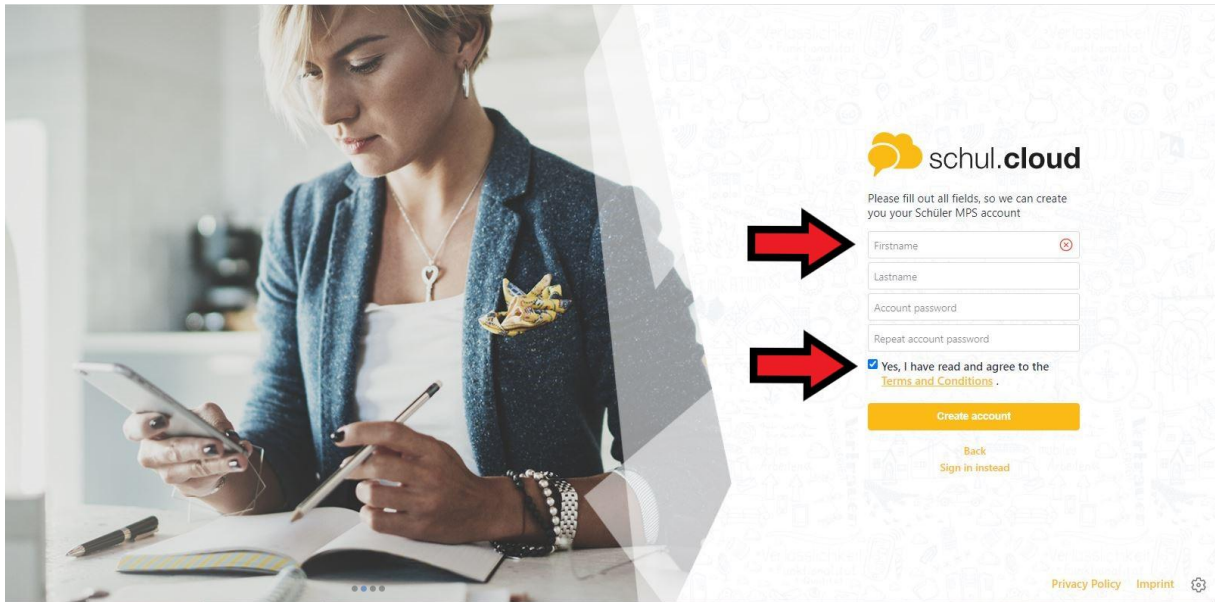 schul.cloud
Please fill out all fields, so we can create
you your Schüler MPS account
Firstname
Lastname
Account password
Repeat account password
Yes, I have read and agree to the
Terms and Conditions .
Create account
Back
Sign in instead
Privacy Policy Imprint